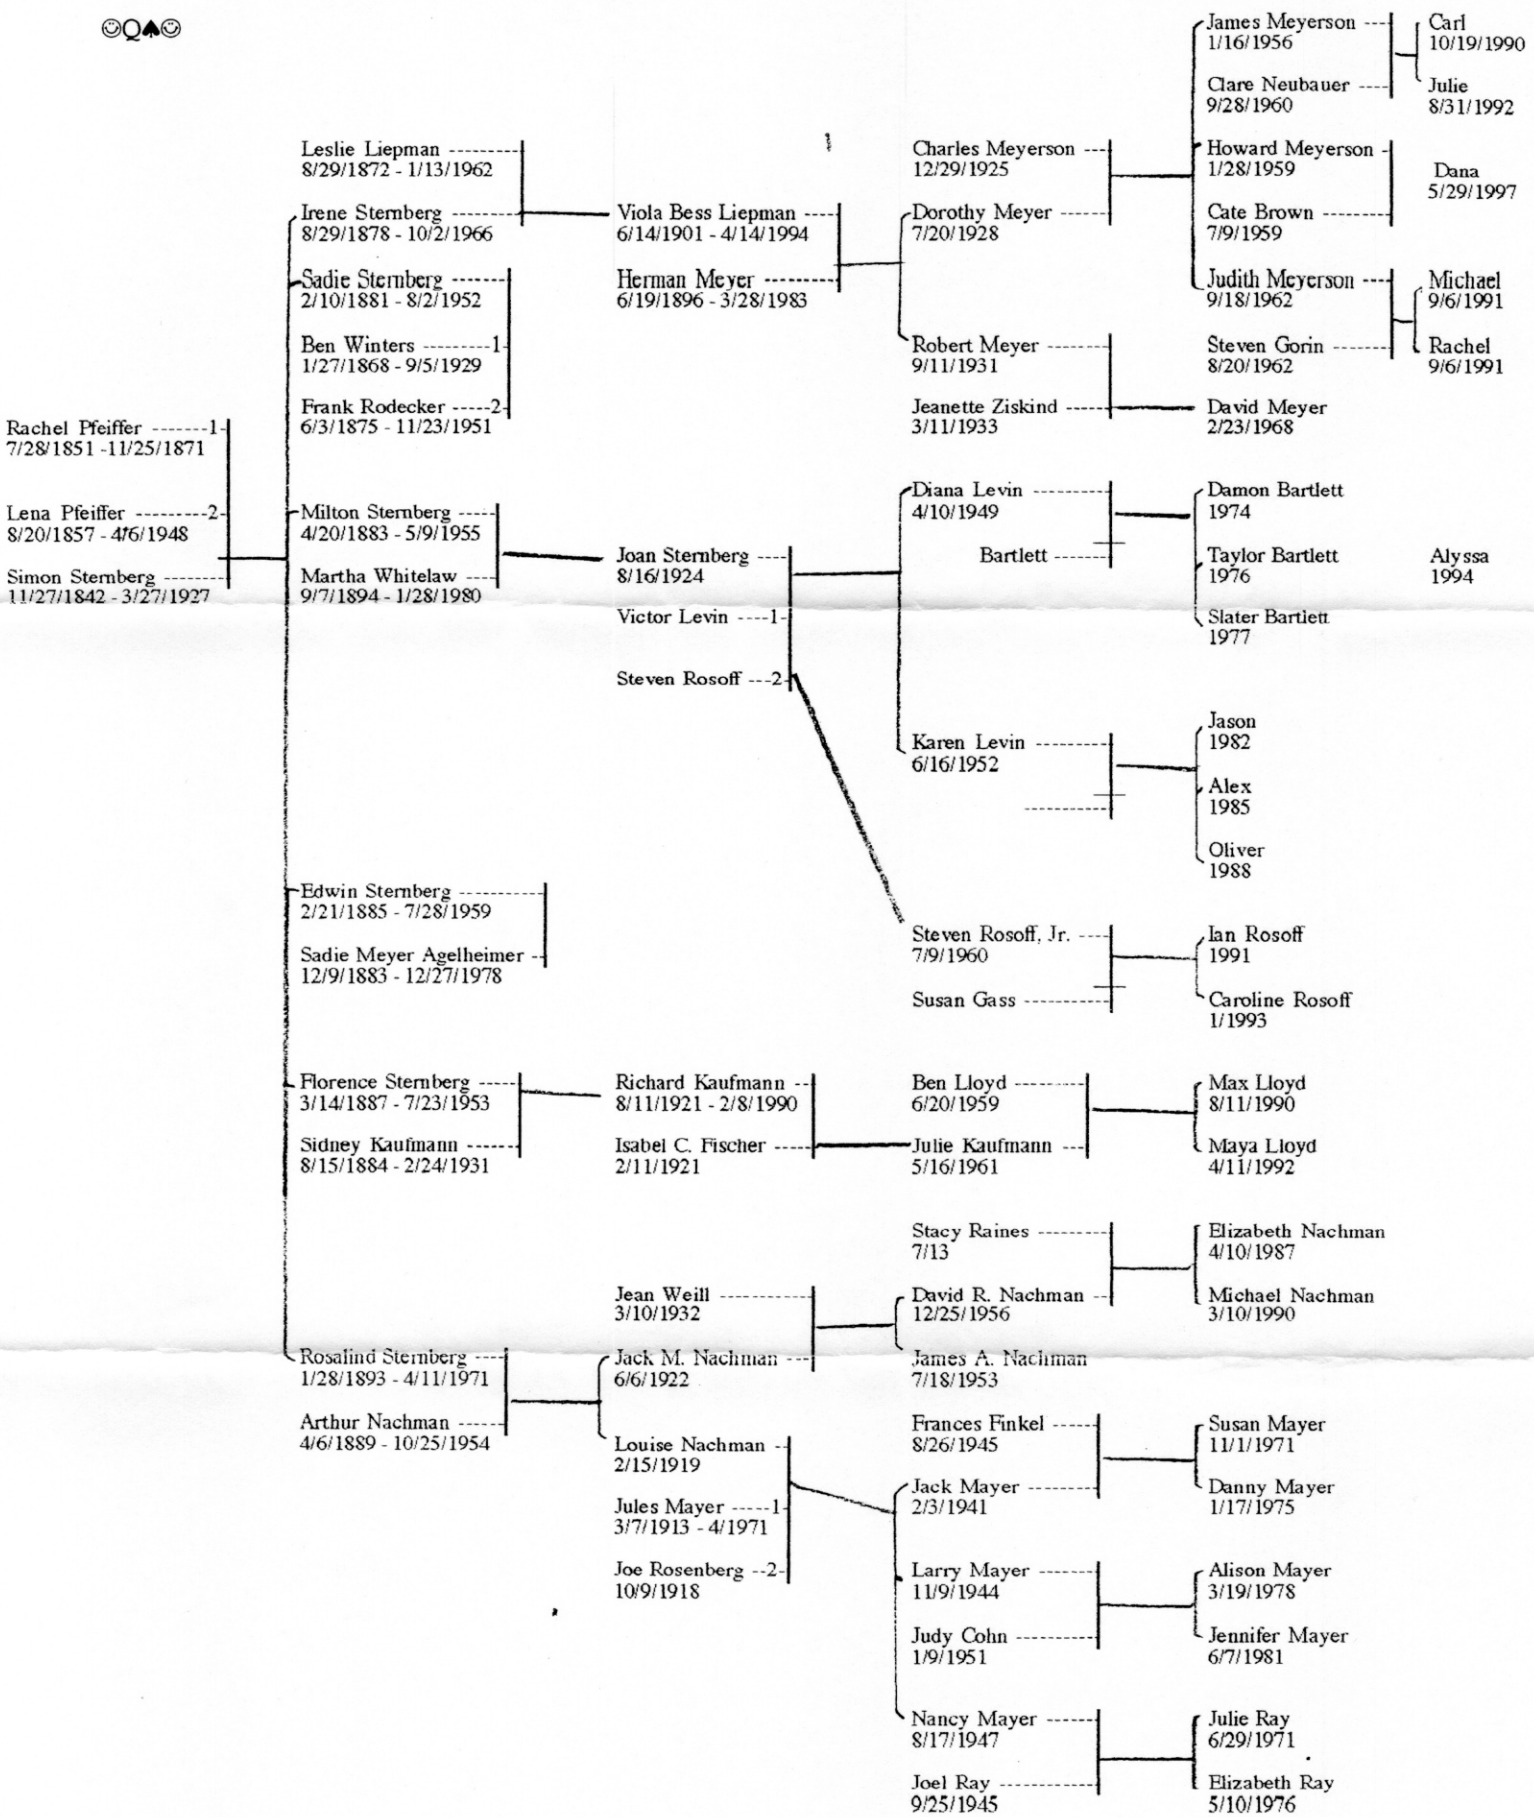 ☺Q♠☺
Rachel Pfeiffer -------1-
7/28/1851 -11/25/1871
Lena Pfeiffer ---------2-
8/20/1857 - 4/6/1948
Simon Sternberg --------
11/27/1842 - 3/27/1927
Leslie Liepman ---------
8/29/1872 - 1/13/1962
Irene Sternberg --------
8/29/1878 - 10/2/1966
Sadie Sternberg -------
2/10/1881 - 8/2/1952
Ben Winters --------1-
1/27/1868 - 9/5/1929
Frank Rodecker -----2-
6/3/1875 - 11/23/1951
Milton Sternberg ----
4/20/1883 - 5/9/1955
Martha Whitelaw ----
9/7/1894 - 1/28/1980
Edwin Sternberg ----------
2/21/1885 - 7/28/1959
Sadie Meyer Agelheimer --
12/9/1883 - 12/27/1978
Florence Sternberg -----
3/14/1887 - 7/23/1953
Sidney Kaufmann ------
8/15/1884 - 2/24/1931
Rosalind Sternberg ----
1/28/1893 - 4/11/1971
Arthur Nachman ------
4/6/1889 - 10/25/1954
Viola Bess Liepman ----
6/14/1901 - 4/14/1994
Herman Meyer ---------
6/19/1896 - 3/28/1983
Joan Sternberg ----
8/16/1924
Victor Levin ----1-
Steven Rosoff ---2-
Richard Kaufmann --
8/11/1921 - 2/8/1990
Isabel C. Fischer -----
2/11/1921
Jean Weill ------------
3/10/1932
Jack M. Nachman ---
6/6/1922
Louise Nachman --
2/15/1919
Jules Mayer -----1-
3/7/1913 - 4/1971
Joe Rosenberg --2-
10/9/1918
Charles Meyerson ---
12/29/1925
Dorothy Meyer ------
7/20/1928
Robert Meyer --------
9/11/1931
Jeanette Ziskind ------
3/11/1933
Diana Levin ----------
4/10/1949
Bartlett -------
Karen Levin ----------
6/16/1952
------------
Steven Rosoff, Jr. ----
7/9/1960
Susan Gass -----------
Ben Lloyd ---------
6/20/1959
Julie Kaufmann ---
5/16/1961
Stacy Raines ---------
7/13
David R. Nachman --
12/25/1956
James A. Nachman
7/18/1953
Frances Finkel ------
8/26/1945
Jack Mayer ---------
2/3/1941
Larry Mayer --------
11/9/1944
Judy Cohn ----------
1/9/1951
Nancy Mayer -------
8/17/1947
Joel Ray ------------
9/25/1945
James Meyerson ---
1/16/1956
Clare Neubauer ----
9/28/1960
Howard Meyerson -
1/28/1959
Cate Brown --------
7/9/1959
Judith Meyerson ----
9/18/1962
Steven Gorin -------
8/20/1962
David Meyer
2/23/1968
Damon Bartlett
1974
Taylor Bartlett
1976
Slater Bartlett
1977
Jason
1982
Alex
1985
Oliver
1988
Ian Rosoff
1991
Caroline Rosoff
1/1993
Max Lloyd
8/11/1990
Maya Lloyd
4/11/1992
Elizabeth Nachman
4/10/1987
Michael Nachman
3/10/1990
Susan Mayer
11/1/1971
Danny Mayer
1/17/1975
Alison Mayer
3/19/1978
Jennifer Mayer
6/7/1981
Julie Ray
6/29/1971
Elizabeth Ray
5/10/1976
Carl
10/19/1990
Julie
8/31/1992
Dana
5/29/1997
Michael
9/6/1991
Rachel
9/6/1991
Alyssa
1994